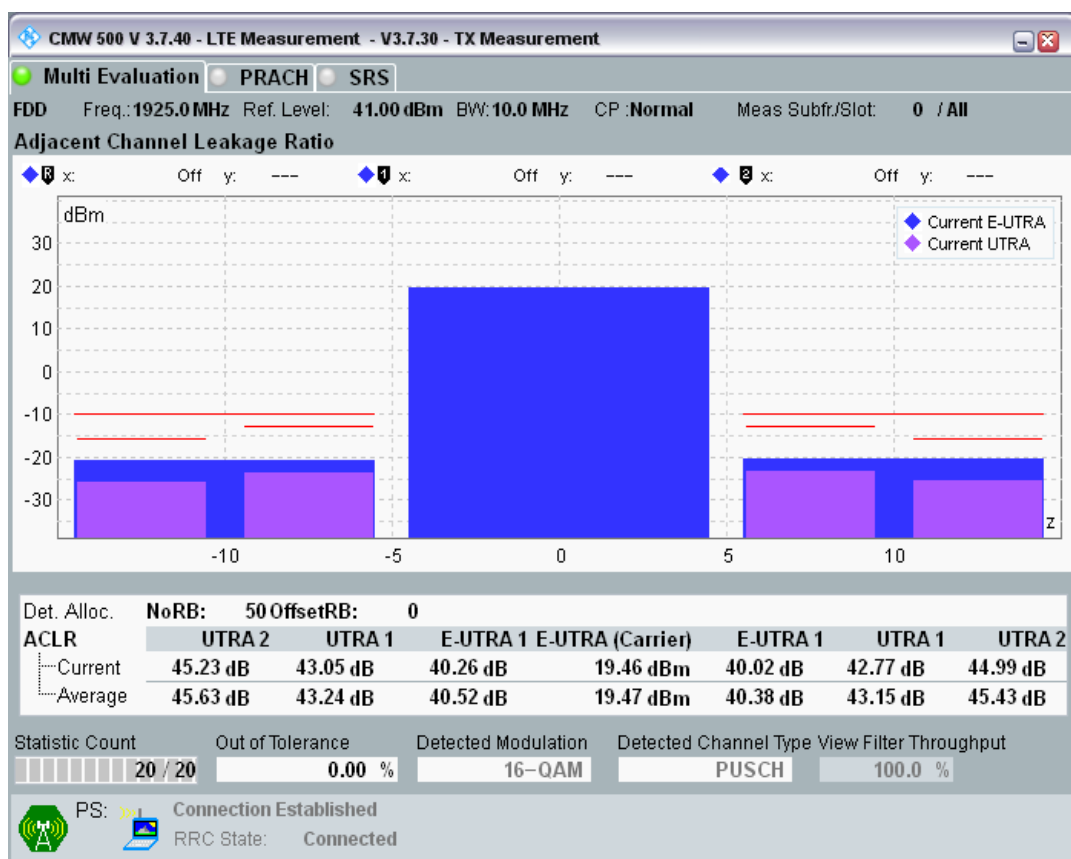 CMW 500 V 3.7.40 - LTE Measurement - V3.7.30 - TX Measurement
Multi Evaluation PRACH SRS
FDD Freq.: 1925.0 MHz Ref. Level: 41.00 dBm BW: 10.0 MHz CP :Normal Meas Subfr./Slot: 0 / All
Adjacent Channel Leakage Ratio
R x: Off y: --- 1 x: Off y: --- 2 x: Off y: ---
dBm
Current E-UTRA
Current UTRA
30
20
10
0
-10
-20
-30
z
-10 -5 0 5 10
Det. Alloc. NoRB: 50 OffsetRB: 0
ACLR UTRA 2 UTRA 1 E-UTRA 1 E-UTRA (Carrier) E-UTRA 1 UTRA 1 UTRA 2
Current 45.23 dB 43.05 dB 40.26 dB 19.46 dBm 40.02 dB 42.77 dB 44.99 dB
Average 45.63 dB 43.24 dB 40.52 dB 19.47 dBm 40.38 dB 43.15 dB 45.43 dB
Statistic Count Out of Tolerance Detected Modulation Detected Channel Type View Filter Throughput
20 / 20 0.00 % 16-QAM PUSCH 100.0 %
PS: Connection Established
RRC State: Connected